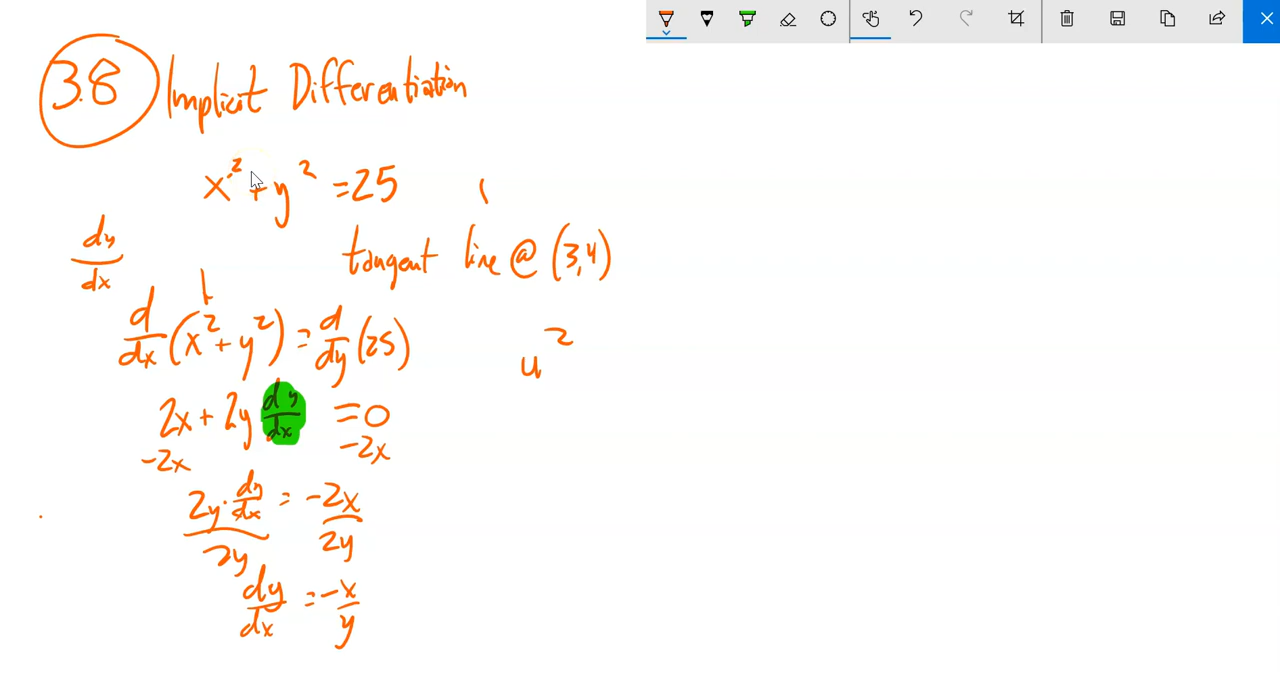 3.8 Implicit Differentiation
x² + y² = 25
tangent line @ (3,4)
dy/dx
d/dx (x² + y²) = d/dy (25)
u²
2x + 2y dy/dx = 0
-2x -2x
2y · dy/dx / 2y = -2x / 2y
dy/dx = -x/y